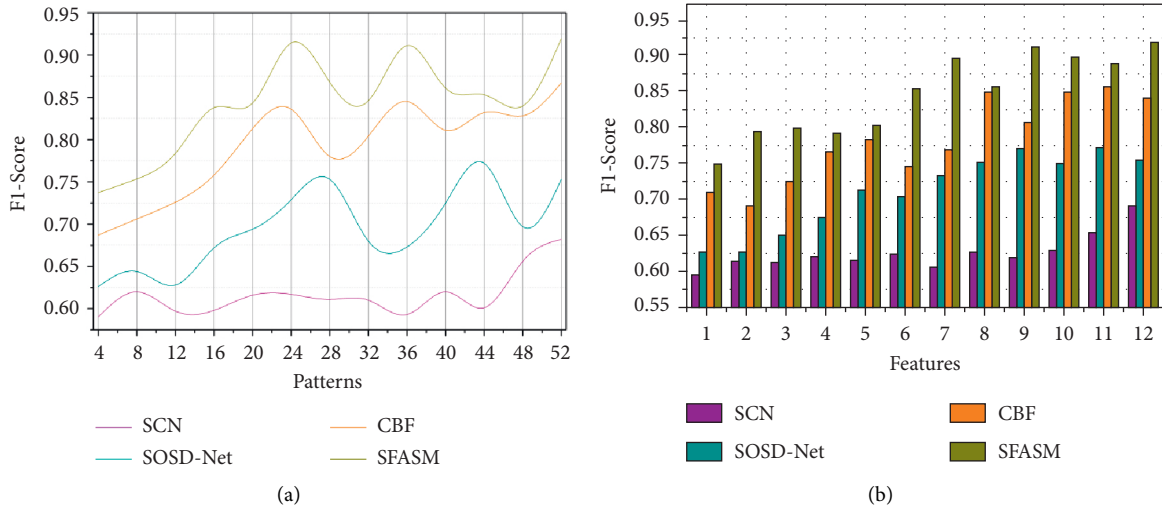 0.95
0.90
0.85
0.80
0.75
0.70
0.65
0.60
F1-Score
4 8 12 16 20 24 28 32 36 40 44 48 52
Patterns
SCN CBF
SOSD-Net SFASM
(a)
0.95
0.90
0.85
0.80
0.75
0.70
0.65
0.60
0.55
F1-Score
1 2 3 4 5 6 7 8 9 10 11 12
Features
SCN CBF
SOSD-Net SFASM
(b)